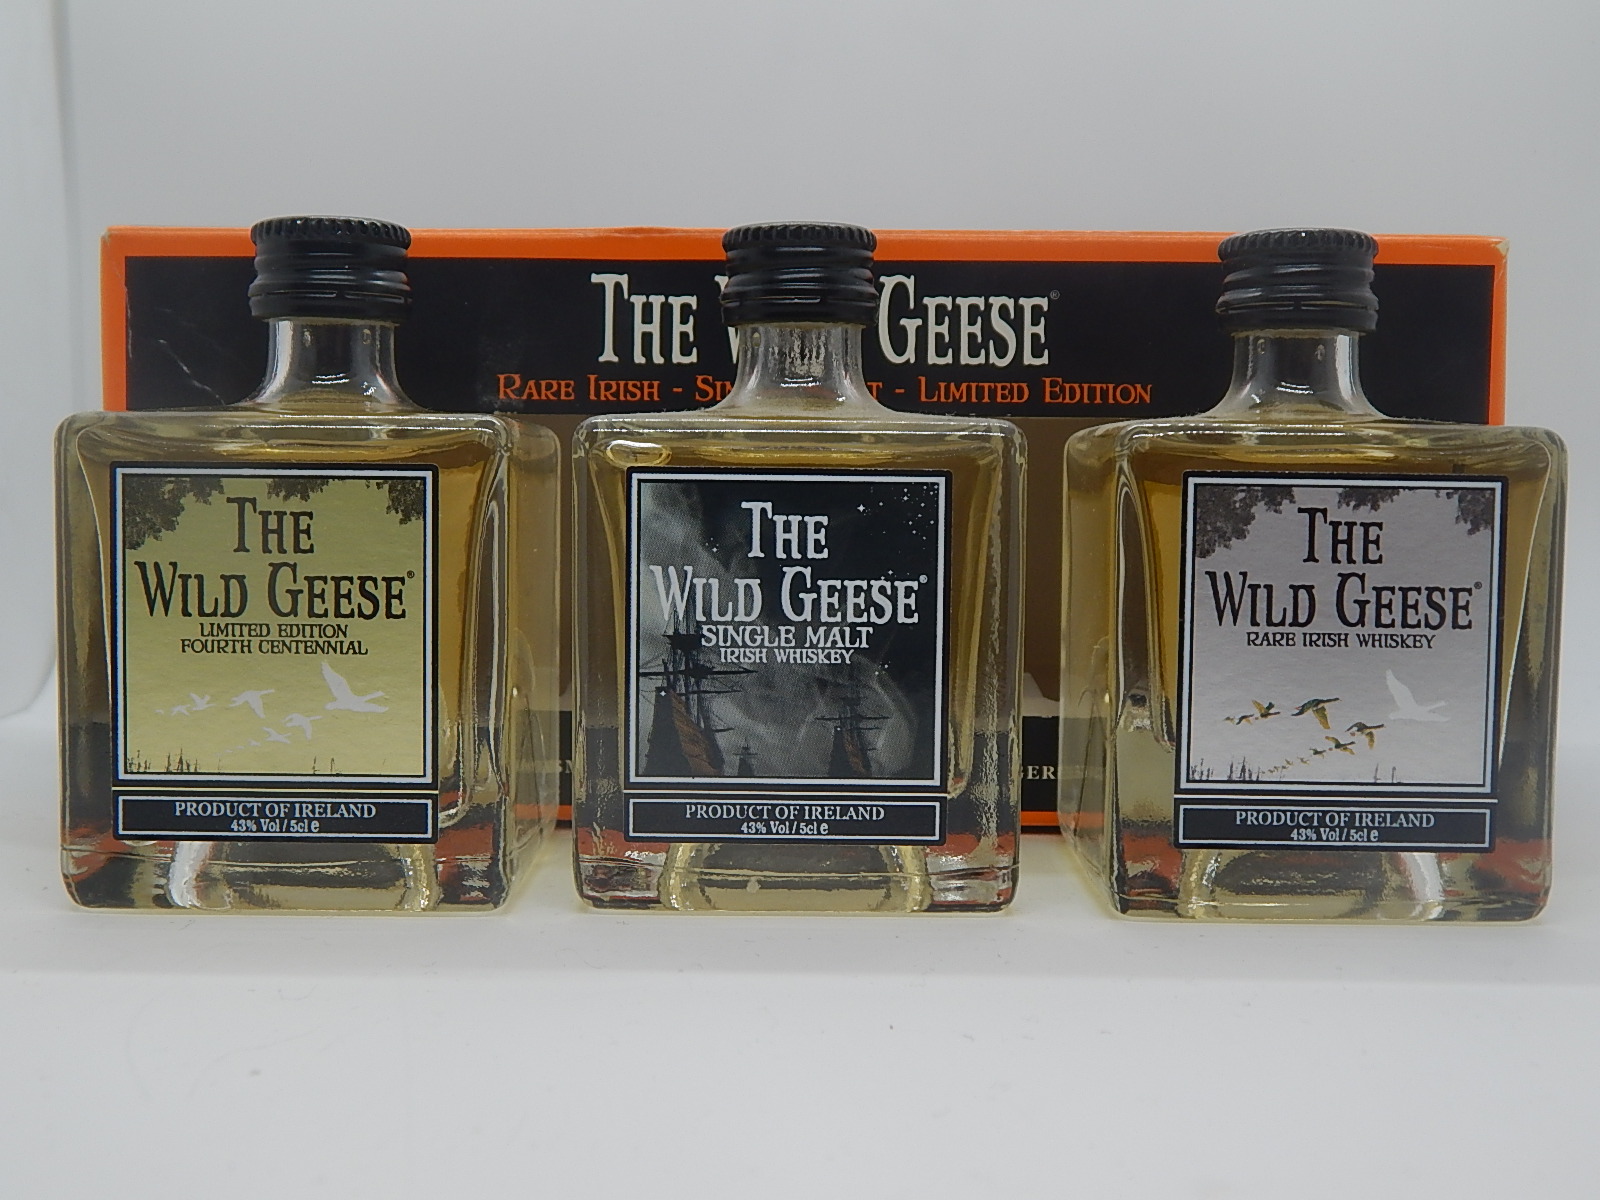 THE GEESE®
RARE IRISH - - LIMITED EDITION
THE
WILD GEESE®
LIMITED EDITION
FOURTH CENTENNIAL
PRODUCT OF IRELAND
43% Vol / 5cl e
THE
WILD GEESE®
SINGLE MALT
IRISH WHISKEY
PRODUCT OF IRELAND
43% Vol / 5cl e
THE
WILD GEESE®
RARE IRISH WHISKEY
PRODUCT OF IRELAND
43% Vol / 5cl e